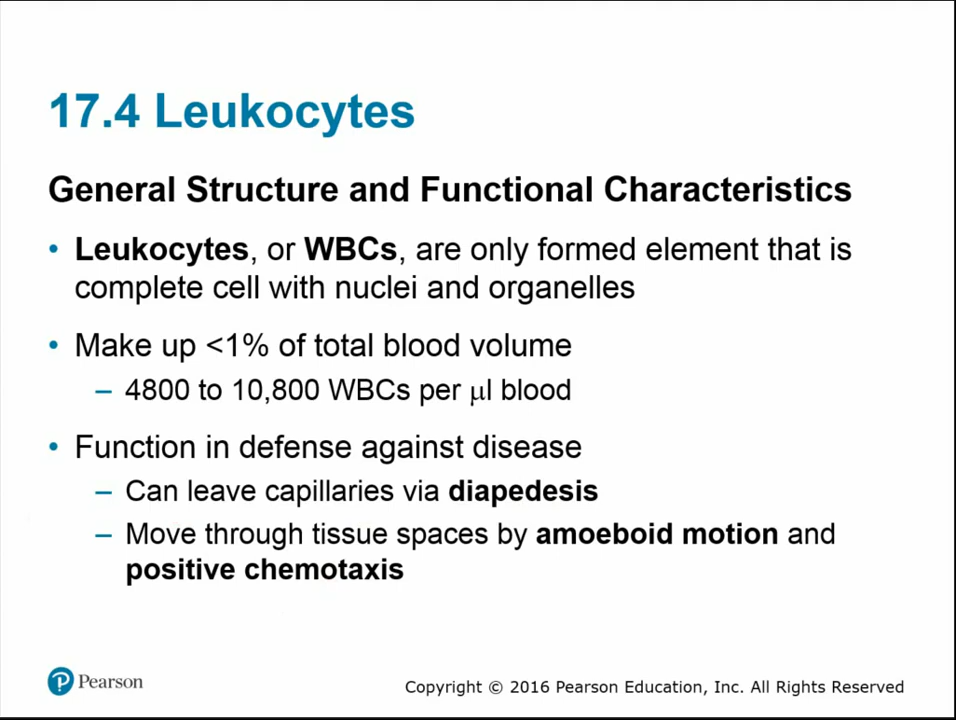 17.4 Leukocytes
General Structure and Functional Characteristics
• Leukocytes, or WBCs, are only formed element that is
complete cell with nuclei and organelles
• Make up <1% of total blood volume
– 4800 to 10,800 WBCs per μl blood
• Function in defense against disease
– Can leave capillaries via diapedesis
– Move through tissue spaces by amoeboid motion and
positive chemotaxis
P Pearson
Copyright © 2016 Pearson Education, Inc. All Rights Reserved